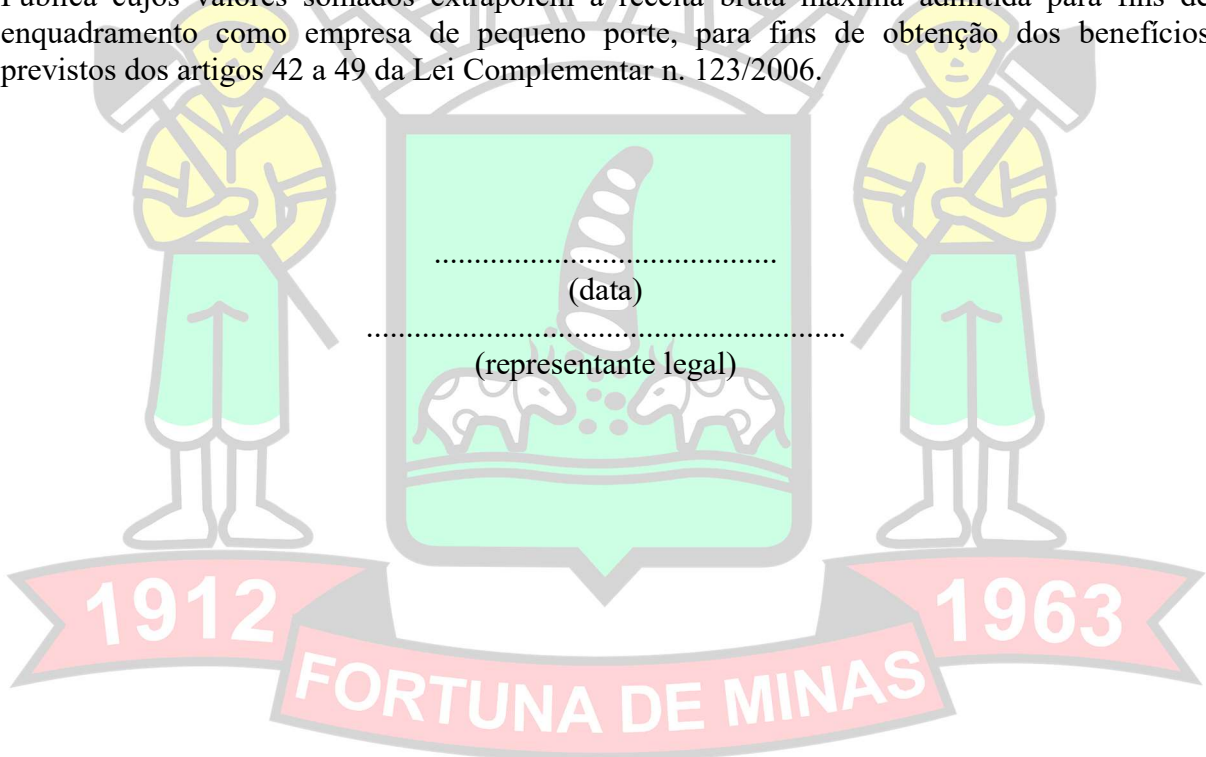 Pública cujos valores somados extrapolem a receita bruta máxima admitida para fins de
enquadramento como empresa de pequeno porte, para fins de obtenção dos benefícios
previstos dos artigos 42 a 49 da Lei Complementar n. 123/2006.
...........................................
(data)
............................................................
(representante legal)
1912
1963
FORTUNA DE MINAS